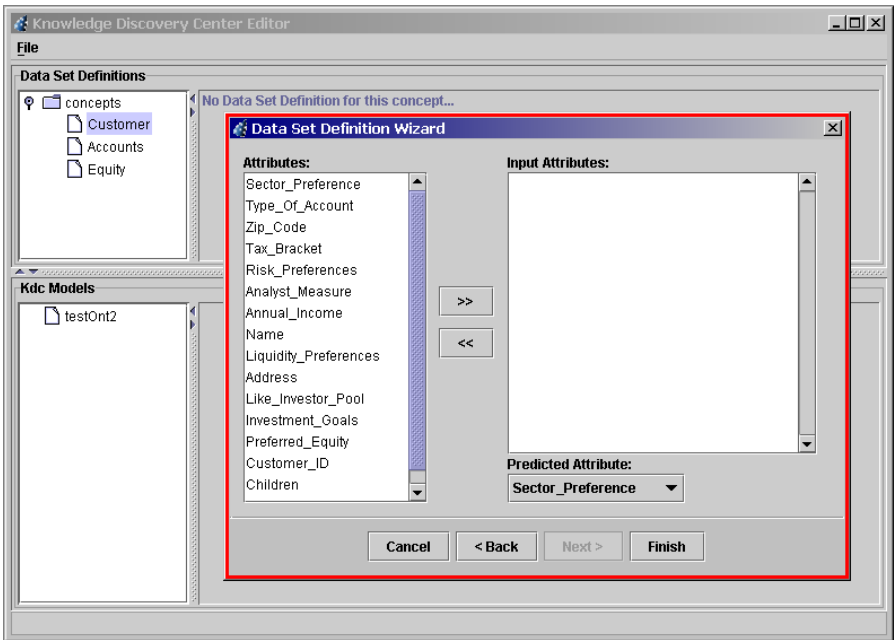 Knowledge Discovery Center Editor
File
Data Set Definitions
concepts
Customer
Accounts
Equity
No Data Set Definition for this concept...
Data Set Definition Wizard
Attributes:
Sector_Preference
Type_Of_Account
Zip_Code
Tax_Bracket
Risk_Preferences
Analyst_Measure
Annual_Income
Name
Liquidity_Preferences
Address
Like_Investor_Pool
Investment_Goals
Preferred_Equity
Customer_ID
Children
>>
<<
Input Attributes:
Predicted Attribute:
Sector_Preference
Cancel
< Back
Next >
Finish
Kdc Models
testOnt2